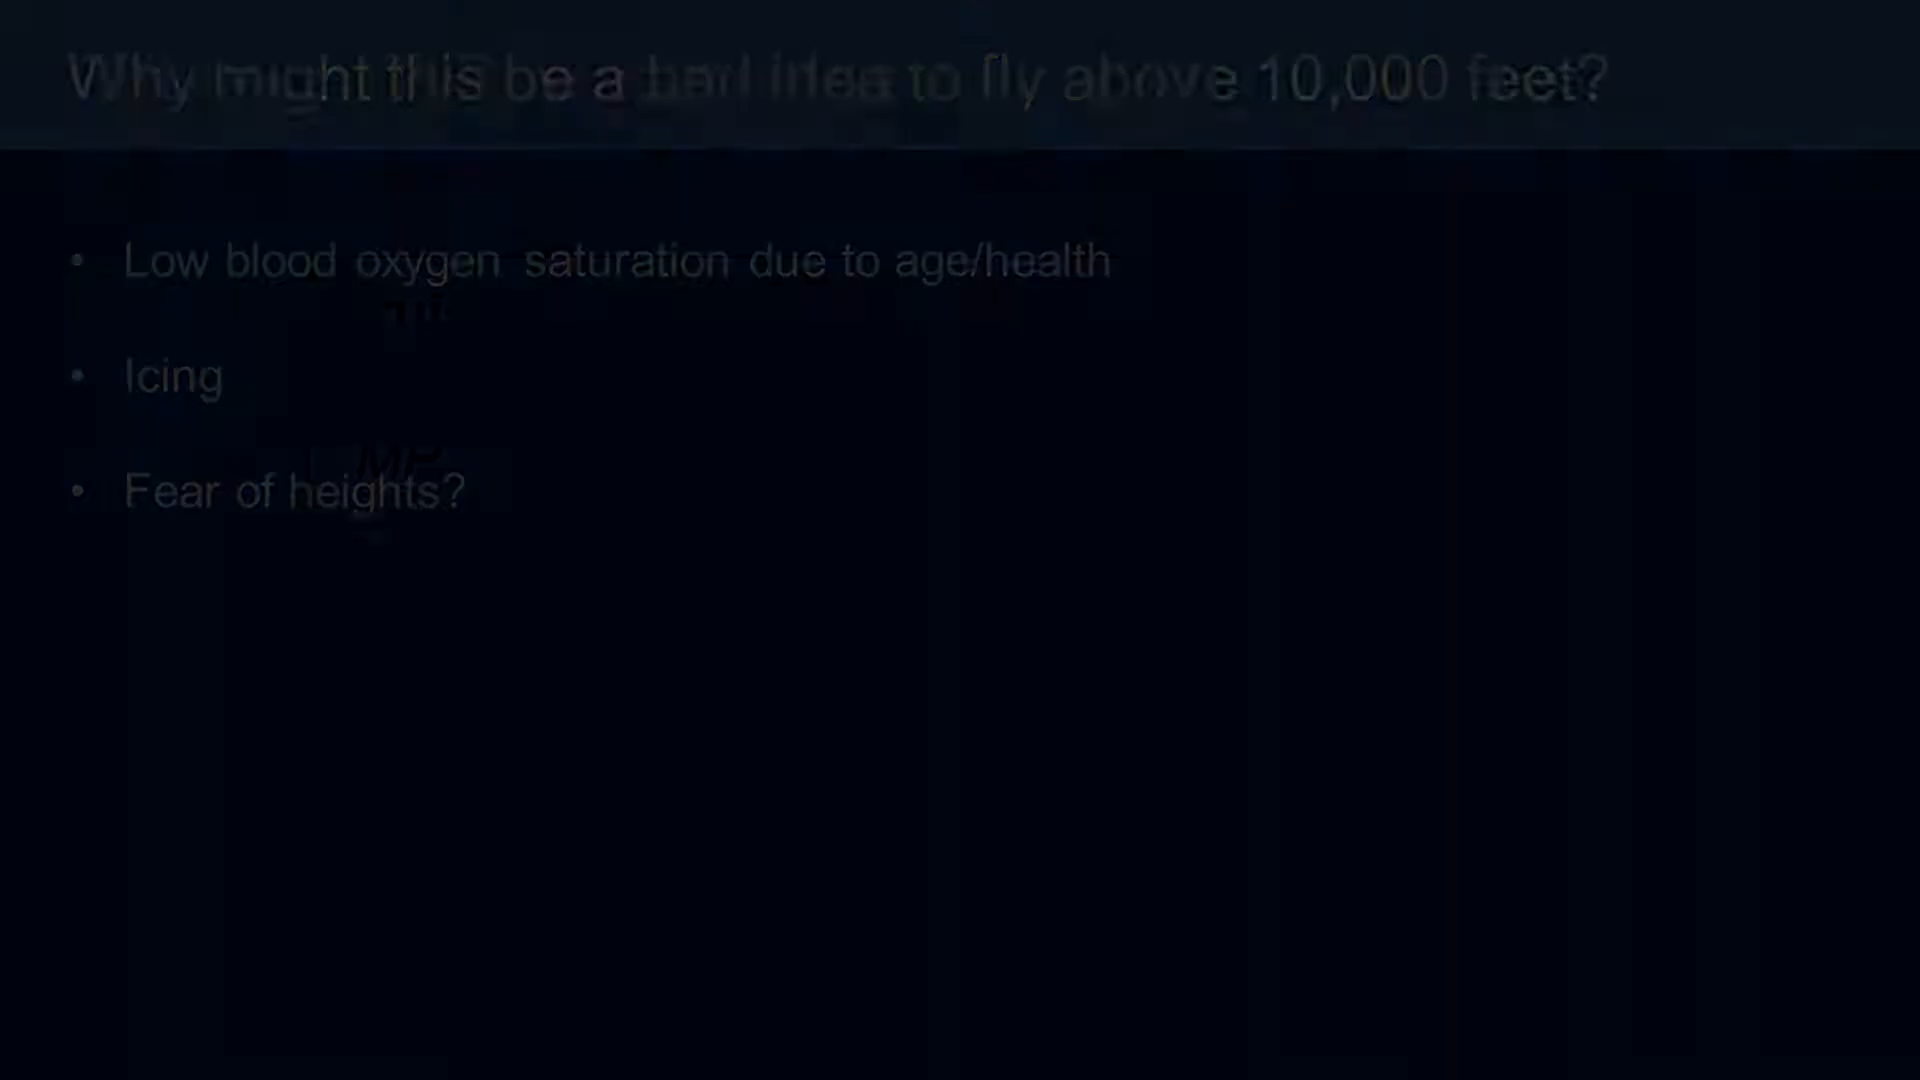 Why might this be a bad idea to fly above 10,000 feet?
• Low blood oxygen saturation due to age/health
• Icing
• Fear of heights?